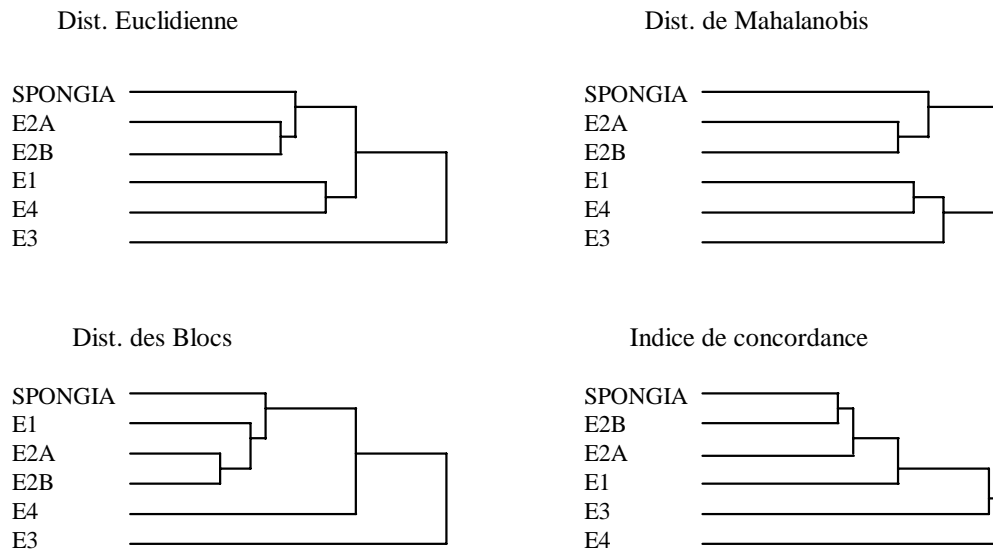 Dist. Euclidienne
SPONGIA
E2A
E2B
E1
E4
E3
Dist. de Mahalanobis
SPONGIA
E2A
E2B
E1
E4
E3
Dist. des Blocs
SPONGIA
E1
E2A
E2B
E4
E3
Indice de concordance
SPONGIA
E2B
E2A
E1
E3
E4